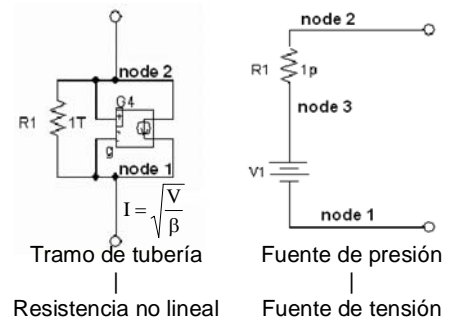 node 2
G4
R1
1T
g
node 1
I = √(V/β)
Tramo de tubería
|
Resistencia no lineal
node 2
R1
1p
node 3
V1
node 1
Fuente de presión
|
Fuente de tensión